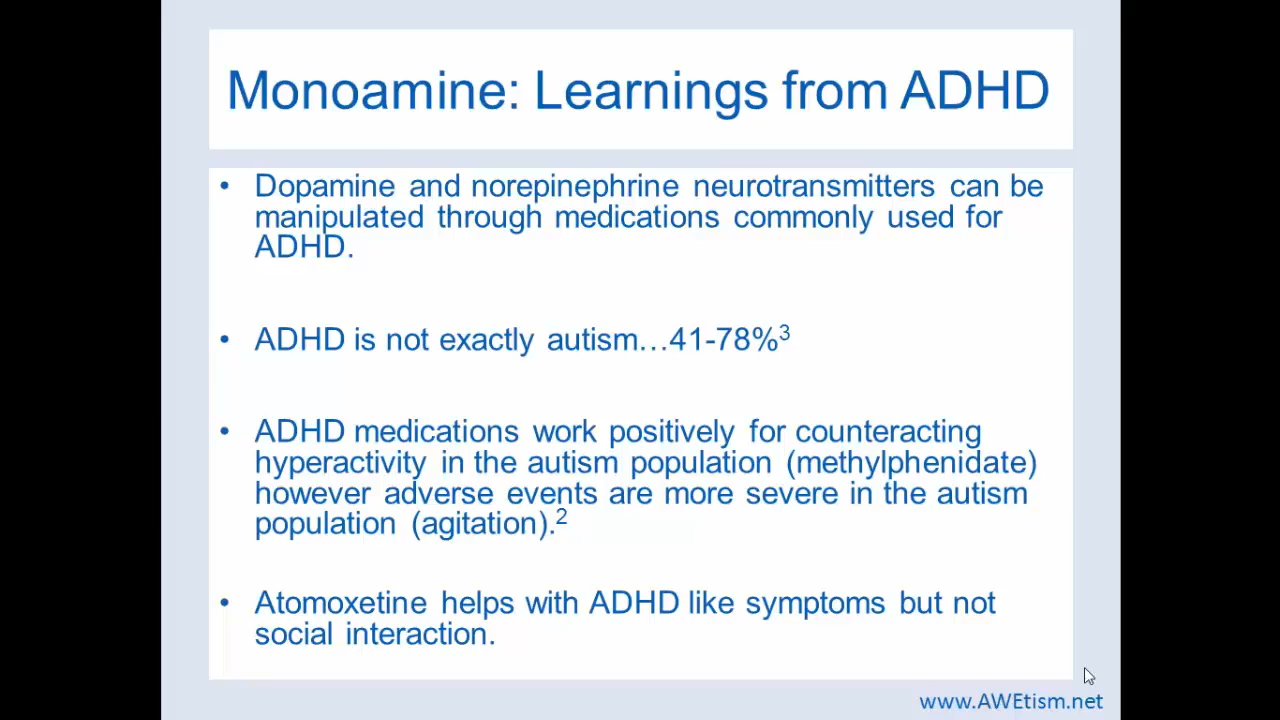 Monoamine: Learnings from ADHD
• Dopamine and norepinephrine neurotransmitters can be
manipulated through medications commonly used for
ADHD.
• ADHD is not exactly autism…41-78%³
• ADHD medications work positively for counteracting
hyperactivity in the autism population (methylphenidate)
however adverse events are more severe in the autism
population (agitation).²
• Atomoxetine helps with ADHD like symptoms but not
social interaction.
www.AWEtism.net